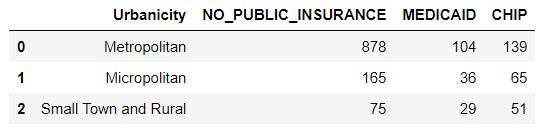 Urbanicity NO_PUBLIC_INSURANCE MEDICAID CHIP
0 Metropolitan 878 104 139
1 Micropolitan 165 36 65
2 Small Town and Rural 75 29 51